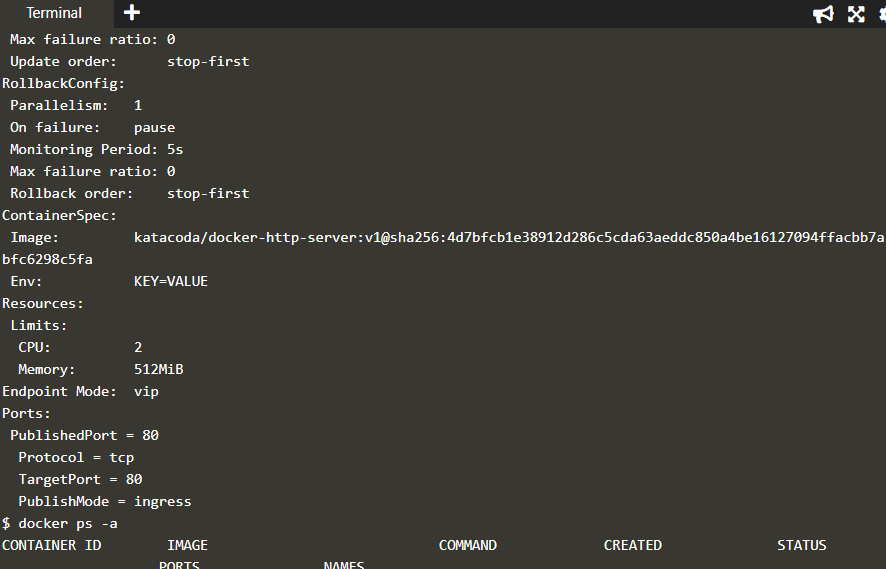 Terminal
Max failure ratio: 0
Update order: stop-first
RollbackConfig:
Parallelism: 1
On failure: pause
Monitoring Period: 5s
Max failure ratio: 0
Rollback order: stop-first
ContainerSpec:
Image: katacoda/docker-http-server:v1@sha256:4d7bfcb1e38912d286c5cda63aeddc850a4be16127094ffacbb7a
bfc6298c5fa
Env: KEY=VALUE
Resources:
Limits:
CPU: 2
Memory: 512MiB
Endpoint Mode: vip
Ports:
PublishedPort = 80
Protocol = tcp
TargetPort = 80
PublishMode = ingress
$ docker ps -a
CONTAINER ID IMAGE COMMAND CREATED STATUS
PORTS NAMES